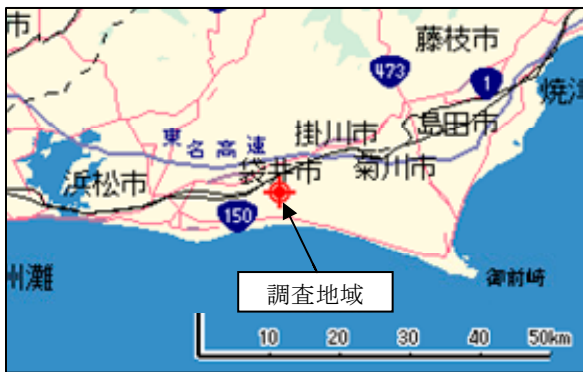 市
藤枝市
473
1
焼津
島田市
掛川市
東名高速
菊川市
袋井市
浜松市
150
州灘
御前崎
調査地域
10 20 30 40 50km